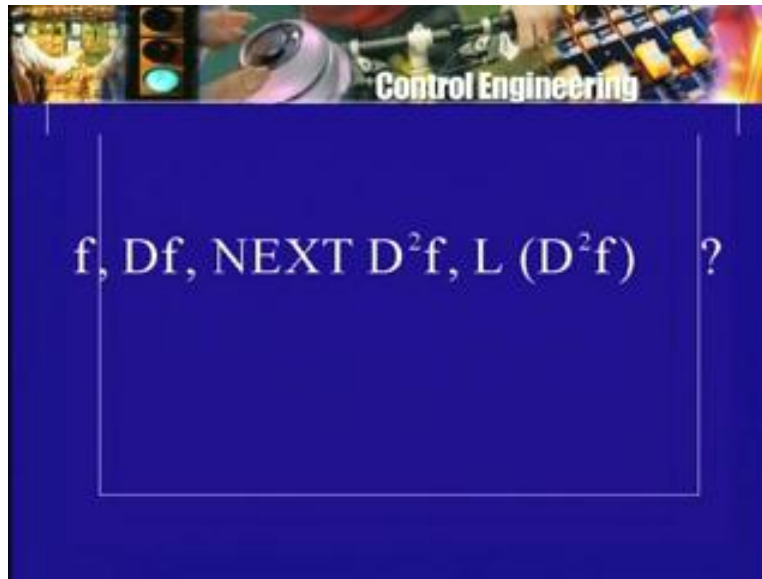 Control Engineering
f, Df, NEXT D²f, L (D²f) ?